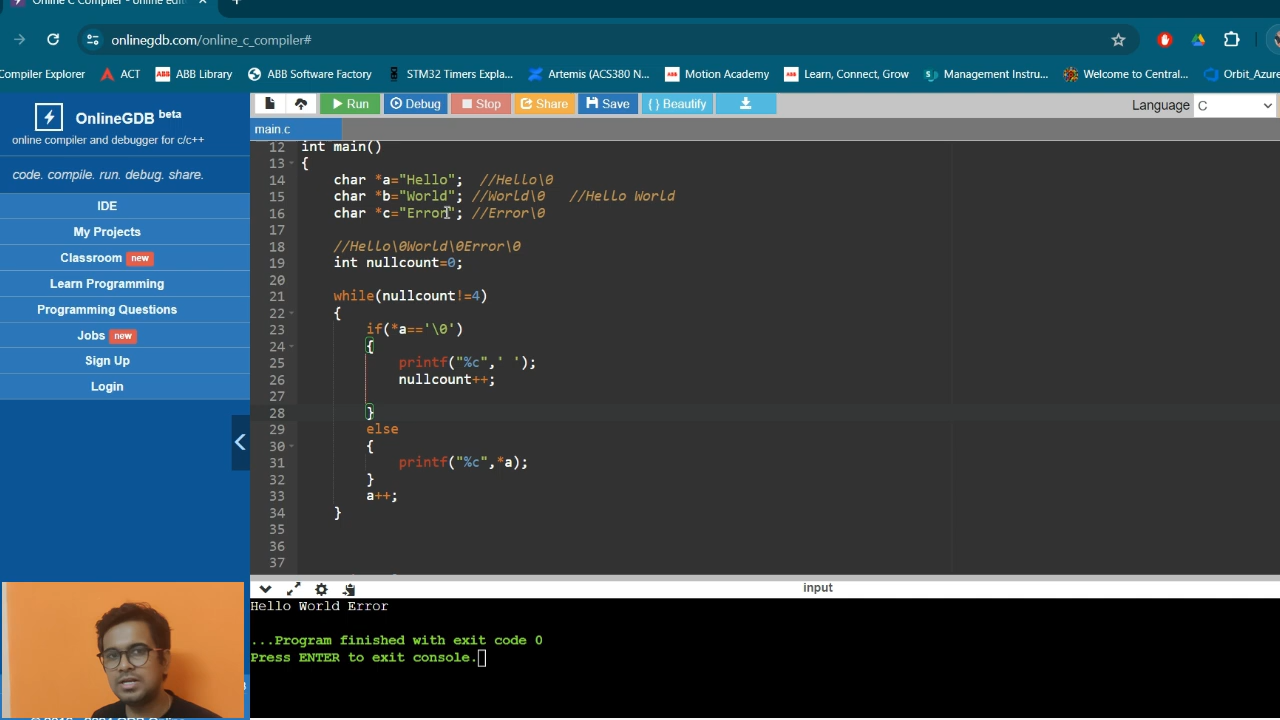 Online C Compiler - online edit
onlinegdb.com/online_c_compiler#
Compiler Explorer ACT ABB Library ABB Software Factory STM32 Timers Expla... Artemis (ACS380 N... Motion Academy Learn, Connect, Grow Management Instru... Welcome to Central... Orbit_Azure
OnlineGDB beta
online compiler and debugger for c/c++
code. compile. run. debug. share.
IDE
My Projects
Classroom new
Learn Programming
Programming Questions
Jobs new
Sign Up
Login
Run Debug Stop Share Save { } Beautify Language C
main.c
12 int main()
13 {
14 char *a="Hello"; //Hello\0
15 char *b="World"; //World\0 //Hello World
16 char *c="Error"; //Error\0
17
18 //Hello\0World\0Error\0
19 int nullcount=0;
20
21 while(nullcount!=4)
22 {
23 if(*a=='\0')
24 {
25 printf("%c",' ');
26 nullcount++;
27
28 }
29 else
30 {
31 printf("%c",*a);
32 }
33 a++;
34 }
35
36
37
input
Hello World Error
...Program finished with exit code 0
Press ENTER to exit console.